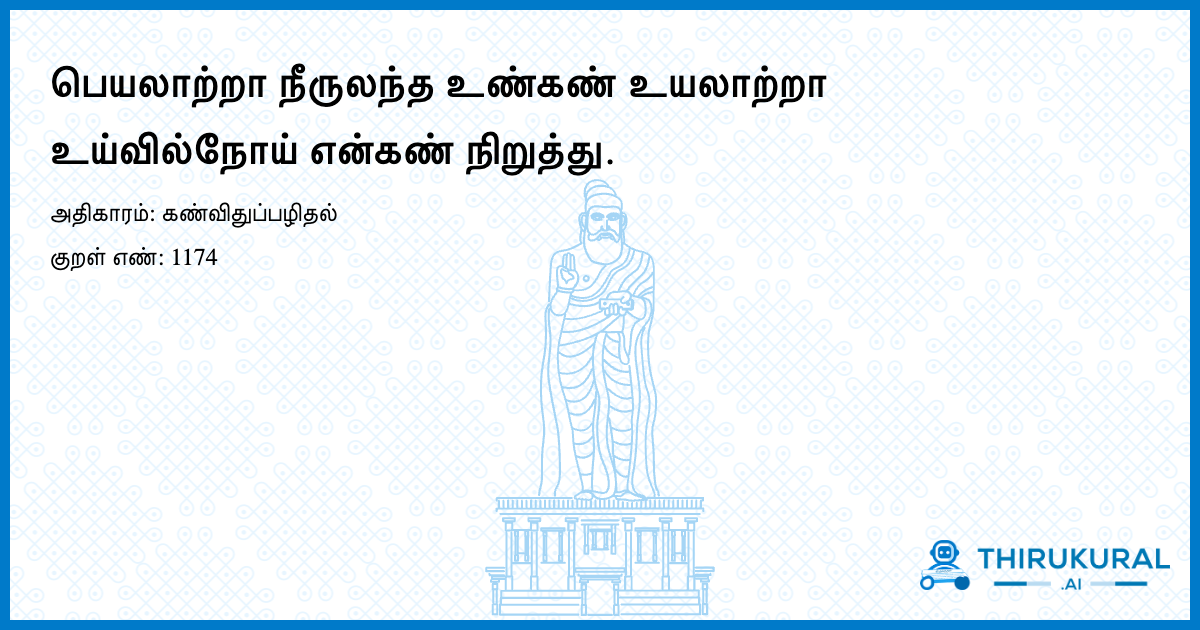 பெயலாற்றா நீருலந்த உண்கண் உயலாற்றா
உய்வில்நோய் என்கண் நிறுத்து.
அதிகாரம்: கண்விதுப்பழிதல்
குறள் எண்: 1174
THIRUKURAL
.AI